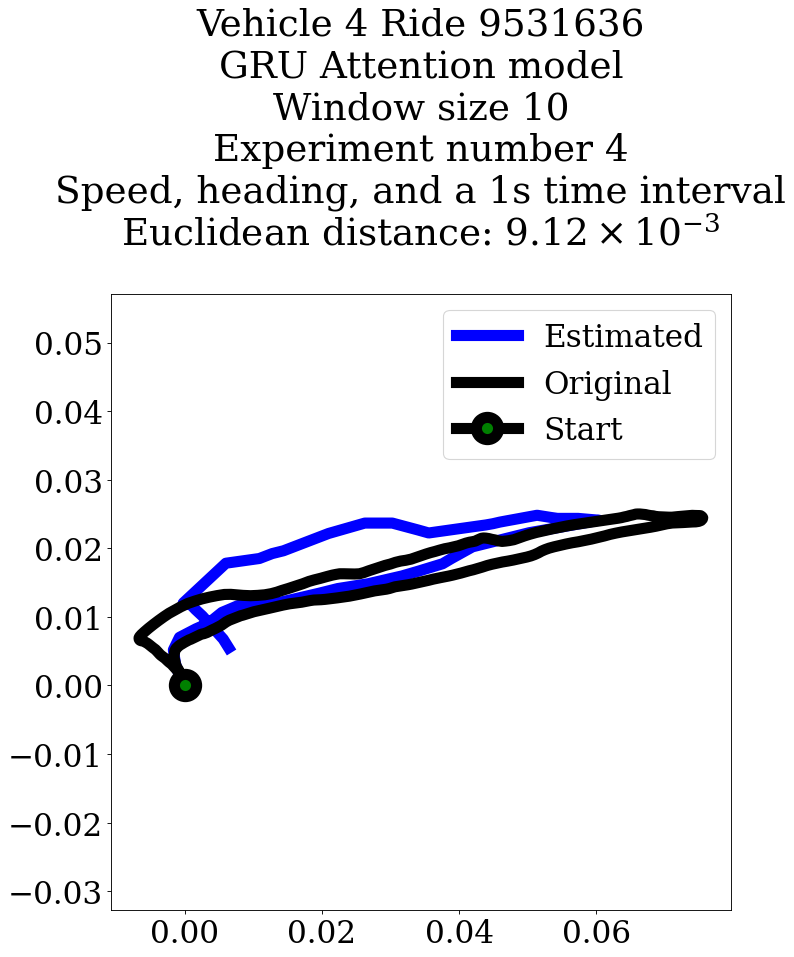 Vehicle 4 Ride 9531636
GRU Attention model
Window size 10
Experiment number 4
Speed, heading, and a 1s time interval
Euclidean distance: 9.12 × 10⁻³
Estimated
Original
Start
0.05
0.04
0.03
0.02
0.01
0.00
−0.01
−0.02
−0.03
0.00 0.02 0.04 0.06